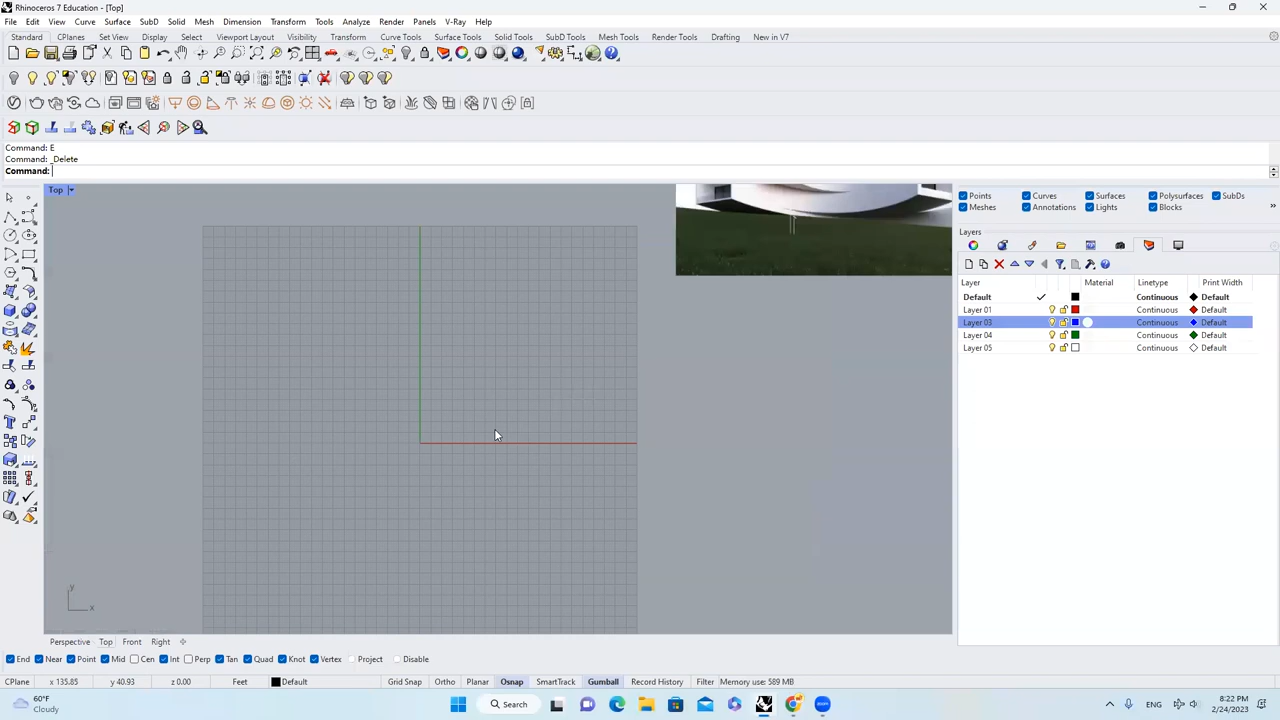 Rhinoceros 7 Education - [Top]
File Edit View Curve Surface SubD Solid Mesh Dimension Transform Tools Analyze Render Panels V-Ray Help
Standard CPlanes Set View Display Select Viewport Layout Visibility Transform Curve Tools Surface Tools Solid Tools SubD Tools Mesh Tools Render Tools Drafting New in V7
Command: E
Command: _Delete
Command:
Top
Points Curves Surfaces Polysurfaces SubDs
Meshes Annotations Lights Blocks
Layers
Layer Material Linetype Print Width
Default Continuous Default
Layer 01 Continuous Default
Layer 03 Continuous Default
Layer 04 Continuous Default
Layer 05 Continuous Default
y
x
Perspective Top Front Right
End Near Point Mid Cen Int Perp Tan Quad Knot Vertex Project Disable
CPlane x 135.85 y 40.93 z 0.00 Feet Default Grid Snap Ortho Planar Osnap SmartTrack Gumball Record History Filter Memory use: 589 MB
60°F
Cloudy
Search
ENG
8:22 PM
2/24/2023